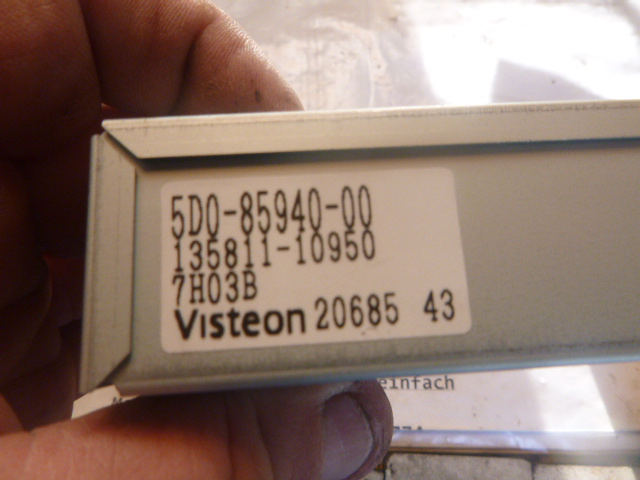 5D0-85940-00
135811-10950
7H03B
Visteon 20685 43
einfach